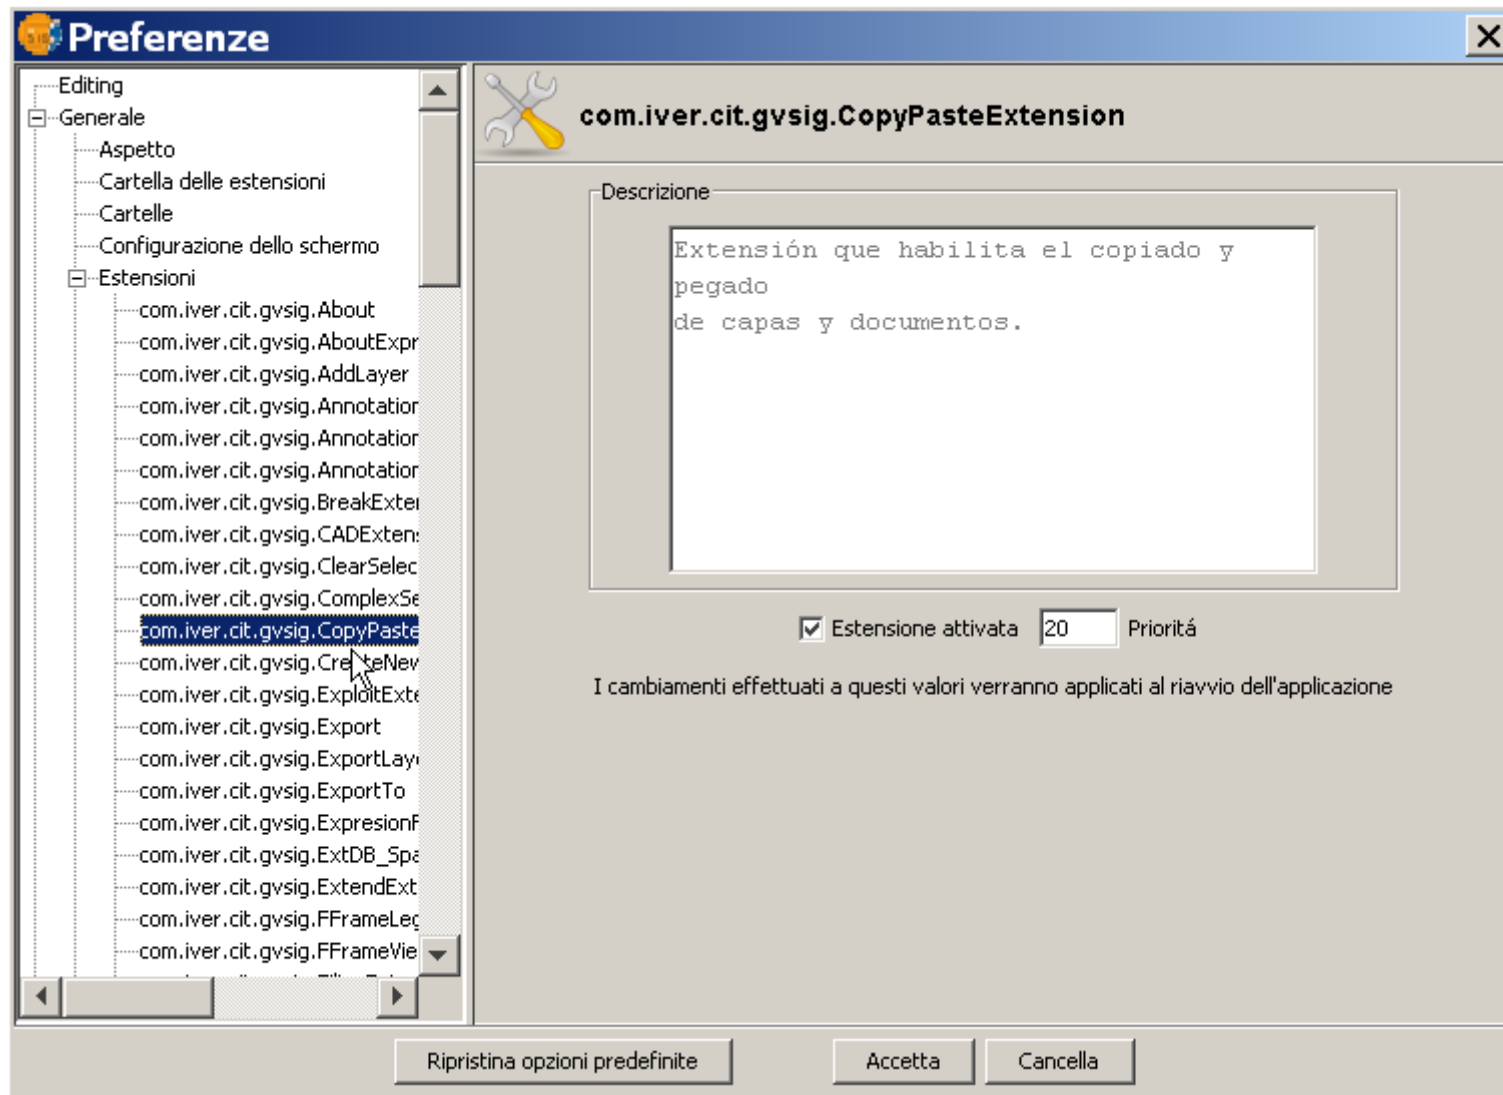 Preferenze
Editing
Generale
Aspetto
Cartella delle estensioni
Cartelle
Configurazione dello schermo
Estensioni
com.iver.cit.gvsig.About
com.iver.cit.gvsig.AboutExpr
com.iver.cit.gvsig.AddLayer
com.iver.cit.gvsig.Annotation
com.iver.cit.gvsig.Annotation
com.iver.cit.gvsig.Annotation
com.iver.cit.gvsig.BreakExter
com.iver.cit.gvsig.CADExtens
com.iver.cit.gvsig.ClearSelec
com.iver.cit.gvsig.ComplexSe
com.iver.cit.gvsig.CopyPaste
com.iver.cit.gvsig.CreateNew
com.iver.cit.gvsig.ExploitExte
com.iver.cit.gvsig.Export
com.iver.cit.gvsig.ExportLaye
com.iver.cit.gvsig.ExportTo
com.iver.cit.gvsig.ExpresionF
com.iver.cit.gvsig.ExtDB_Spa
com.iver.cit.gvsig.ExtendExt
com.iver.cit.gvsig.FFrameLeg
com.iver.cit.gvsig.FFrameVie
com.iver.cit.gvsig.CopyPasteExtension
Descrizione
Extensión que habilita el copiado y
pegado
de capas y documentos.
Estensione attivata 20 Prioritá
I cambiamenti effettuati a questi valori verranno applicati al riavvio dell'applicazione
Ripristina opzioni predefinite Accetta Cancella